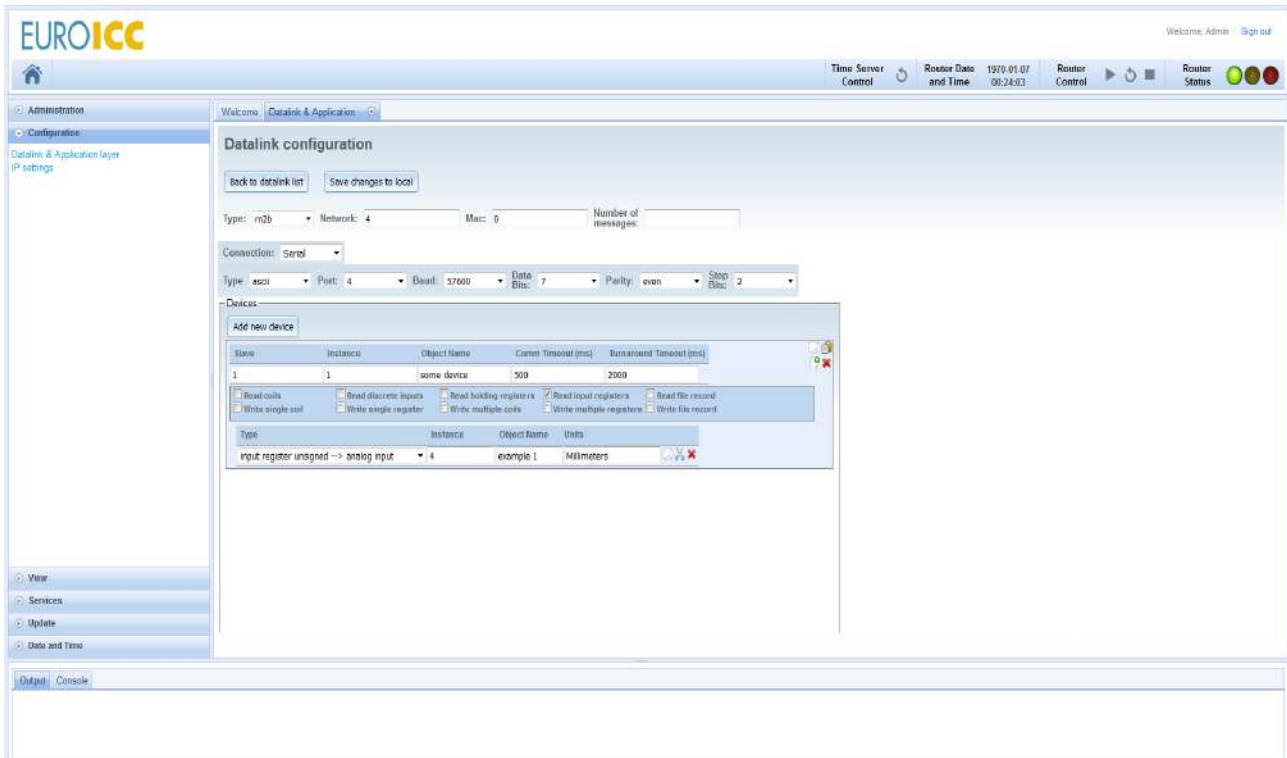 EUROICC
Welcome, Admin Sign out
Time Server Control
Router Date and Time
1970-01-07 00:24:03
Router Control
Router Status
Administration
Configuration
Datalink & Application layer
IP settings
View
Services
Update
Date and Time
Welcome Datalink & Application
Datalink configuration
Back to datalink list Save changes to local
Type: m2b Network: 4 Mac: 0 Number of messages:
Connection: Serial
Type ascii Port: 4 Baud: 57600 Data Bits: 7 Parity: even Stop Bits: 2
Devices
Add new device
Slave Instance Object Name Comm Timeout (ms) Turnaround Timeout (ms)
1 1 some device 500 2000
Read coils Read discrete inputs Read holding registers Read input registers Read file record
Write single coil Write single register Write multiple coils Write multiple registers Write file record
Type Instance Object Name Units
input register unsigned --> analog input 4 example 1 Millimeters
Output Console